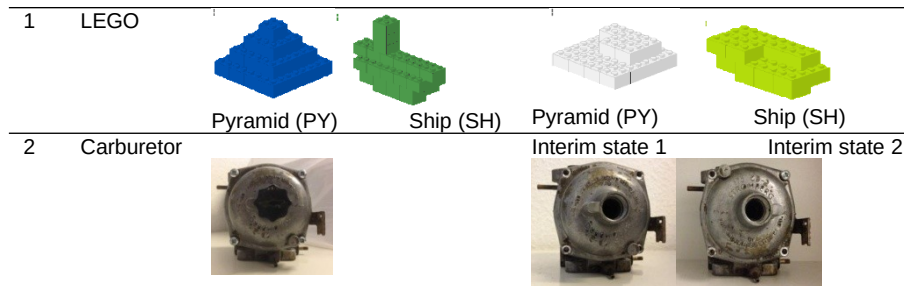 1 LEGO
Pyramid (PY) Ship (SH) Pyramid (PY) Ship (SH)
2 Carburetor Interim state 1 Interim state 2